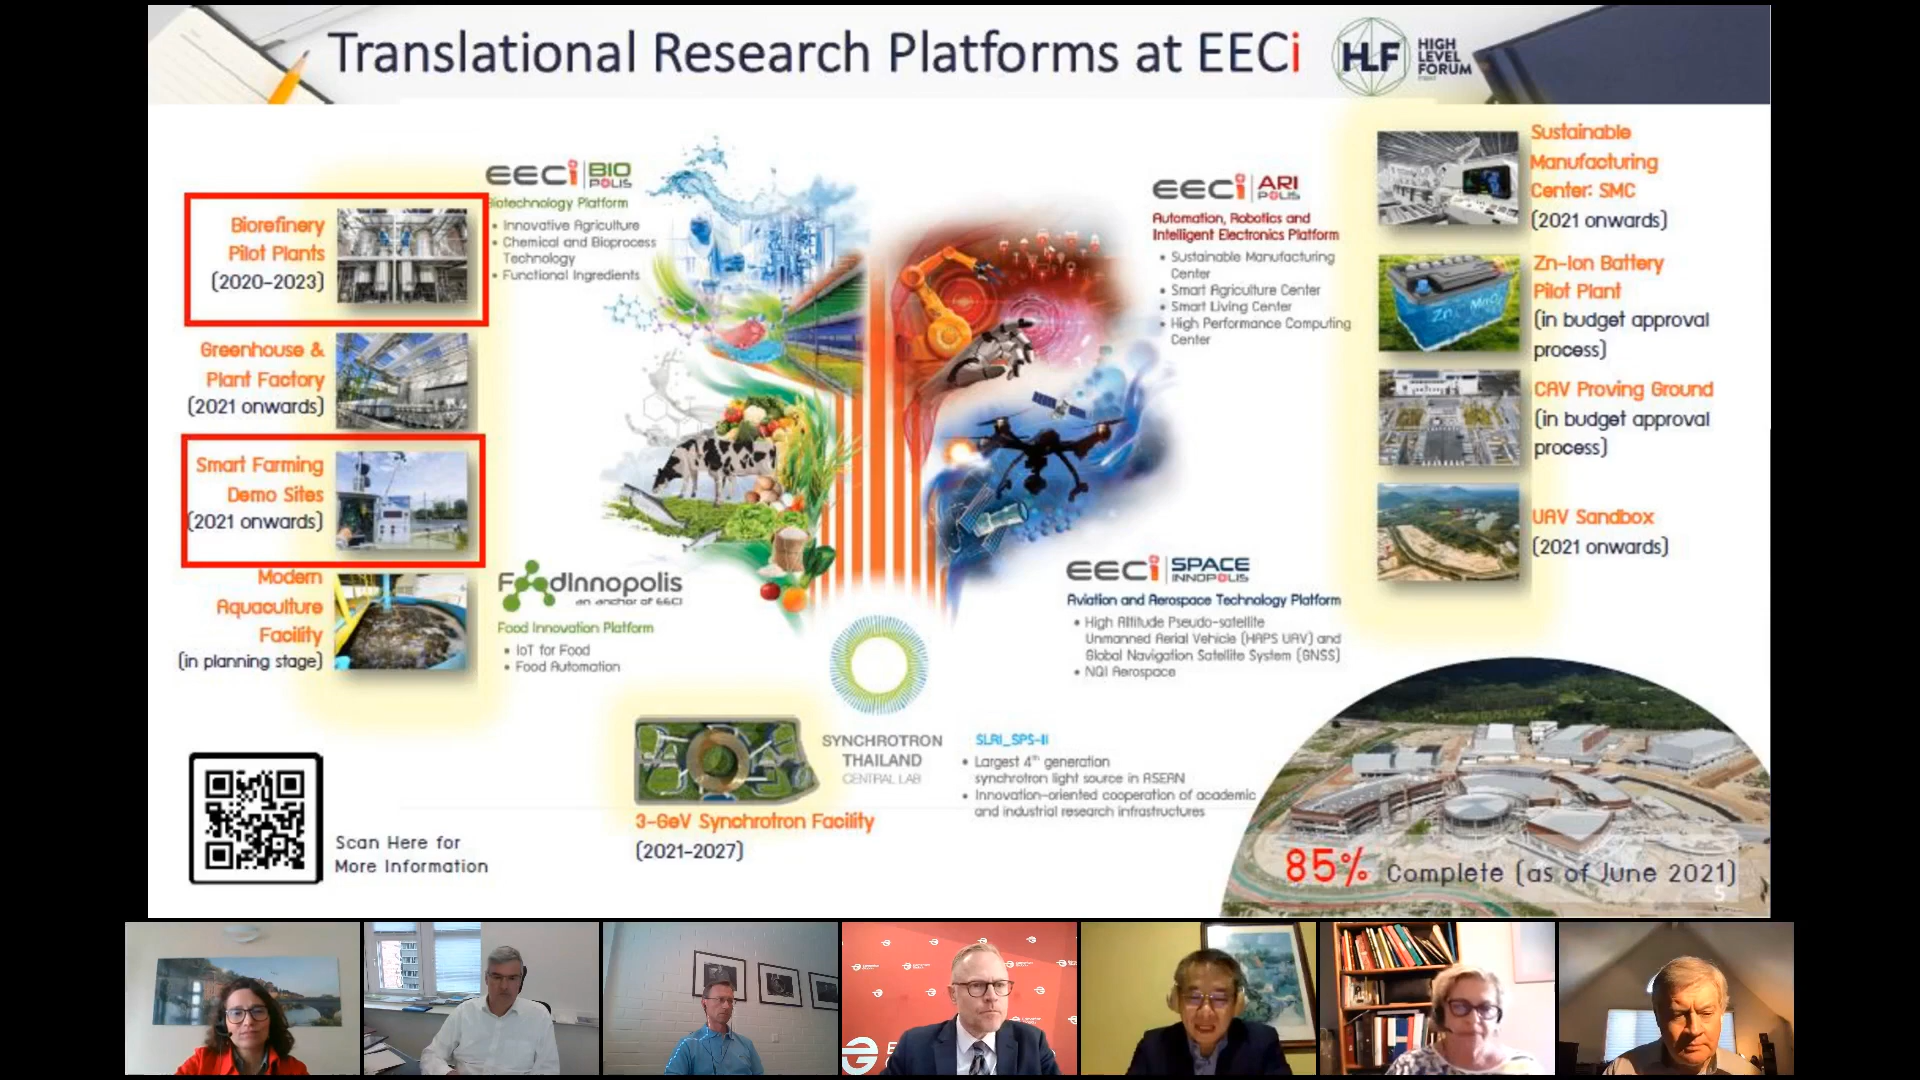 Translational Research Platforms at EECi
HLF
HIGH
LEVEL
FORUM
Biorefinery
Pilot Plants
(2020-2023)
Greenhouse &
Plant Factory
(2021 onwards)
Smart Farming
Demo Sites
(2021 onwards)
Modern
Aquaculture
Facility
(in planning stage)
EECi BIO
POLIS
Biotechnology Platform
• Innovative Agriculture
• Chemical and Bioprocess
Technology
• Functional Ingredients
FoodInnopolis
an anchor of EECi
Food Innovation Platform
• IoT for Food
• Food Automation
EECi ARI
POLIS
Automation, Robotics and
Intelligent Electronics Platform
• Sustainable Manufacturing
Center
• Smart Agriculture Center
• Smart Living Center
• High Performance Computing
Center
EECi SPACE
INNOPOLIS
Aviation and Aerospace Technology Platform
• High Altitude Pseudo-satellite
Unmanned Aerial Vehicle (HAPS UAV) and
Global Navigation Satellite System (GNSS)
• NQI Aerospace
Sustainable
Manufacturing
Center: SMC
(2021 onwards)
Zn-Ion Battery
Pilot Plant
(in budget approval
process)
Zn MnO2
CAV Proving Ground
(in budget approval
process)
UAV Sandbox
(2021 onwards)
3-GeV Synchrotron Facility
(2021-2027)
SYNCHROTRON
THAILAND
CENTRAL LAB
SLRI_SPS-II
• Largest 4th generation
synchrotron light source in ASEAN
• Innovation-oriented cooperation of academic
and industrial research infrastructures
Scan Here for
More Information
85% Complete (as of June 2021)
5